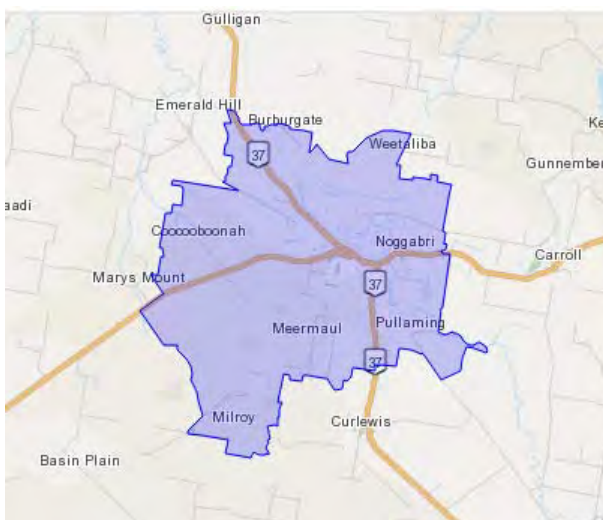 Gulligan
Emerald Hill
Burburgate
37
Weetaliba
Gunnember
Ke
aadi
Coocooboonah
Noggabri
Carroll
Marys Mount
37
Meermaul
Pullaming
37
Milroy
Curlewis
Basin Plain